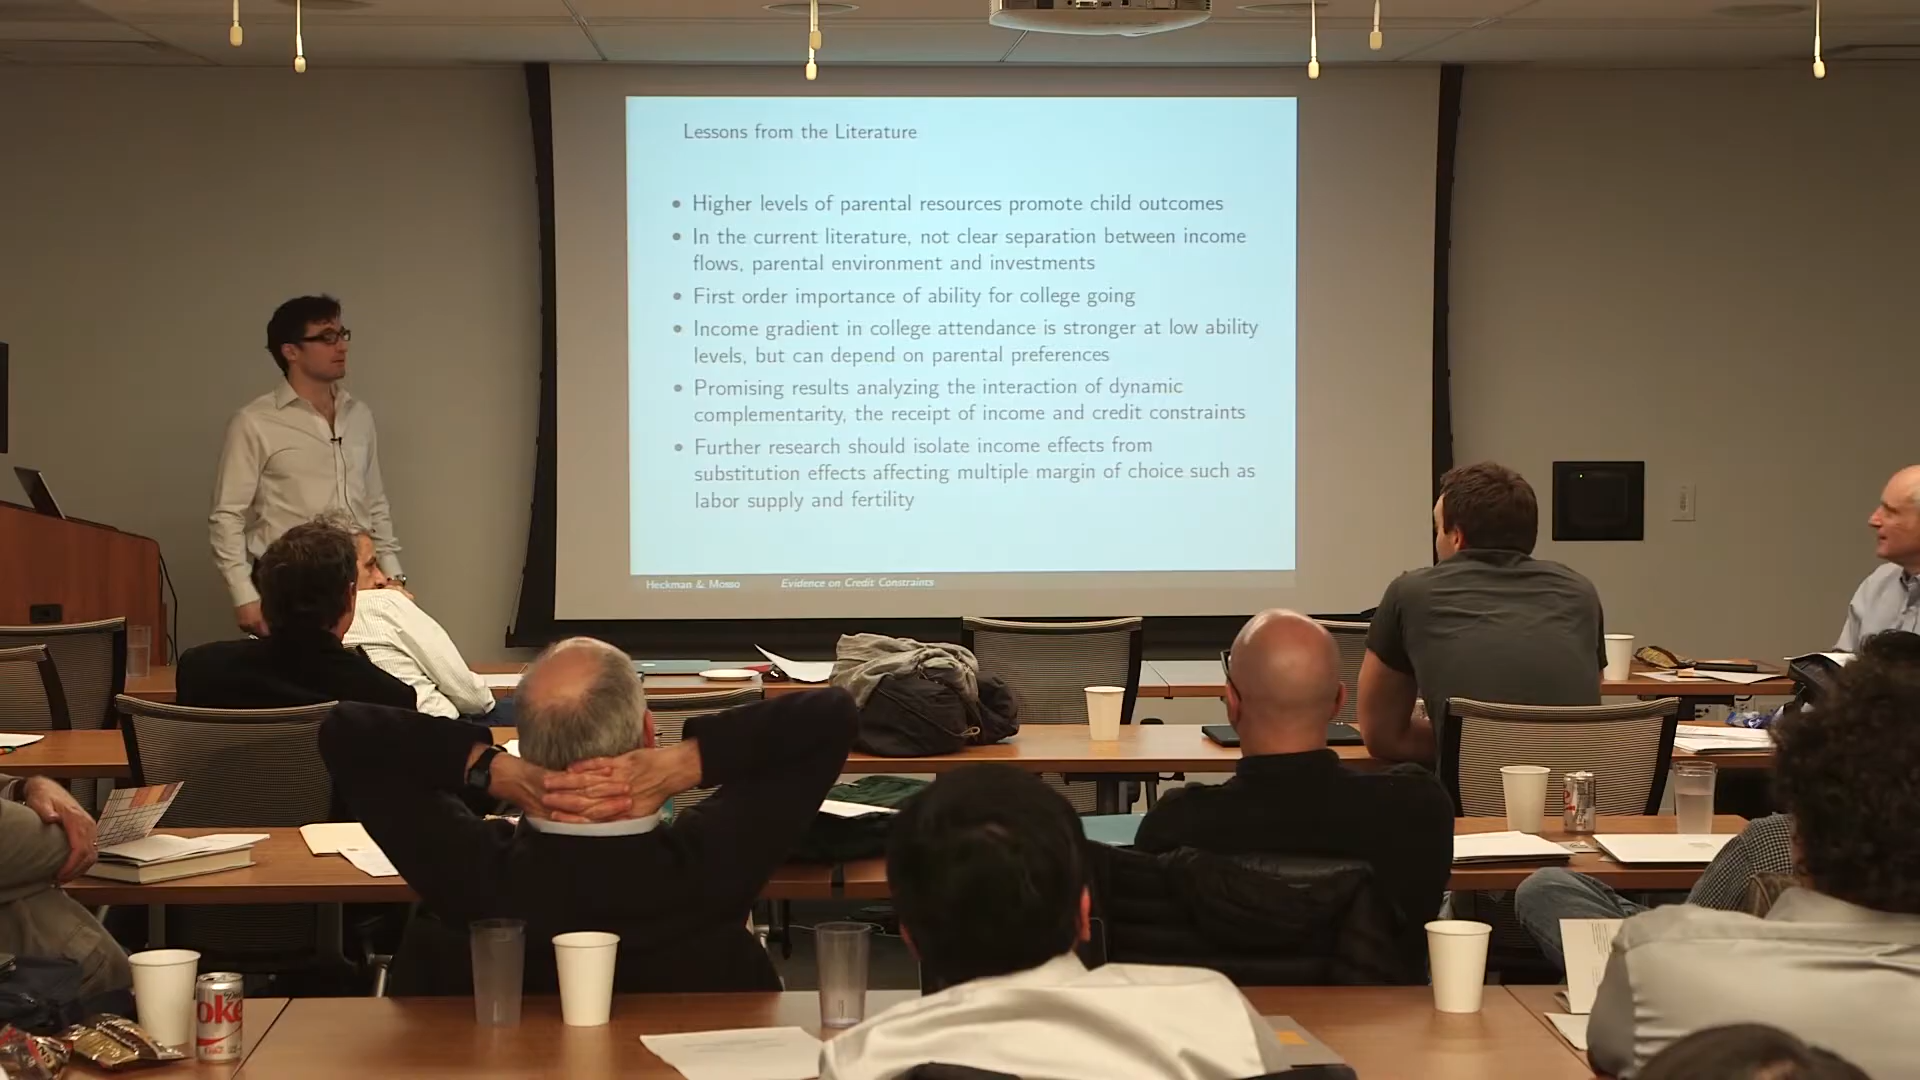 Lessons from the Literature
• Higher levels of parental resources promote child outcomes
• In the current literature, not clear separation between income
flows, parental environment and investments
• First order importance of ability for college going
• Income gradient in college attendance is stronger at low ability
levels, but can depend on parental preferences
• Promising results analyzing the interaction of dynamic
complementarity, the receipt of income and credit constraints
• Further research should isolate income effects from
substitution effects affecting multiple margin of choice such as
labor supply and fertility
Heckman & Mosso Evidence on Credit Constraints
oke